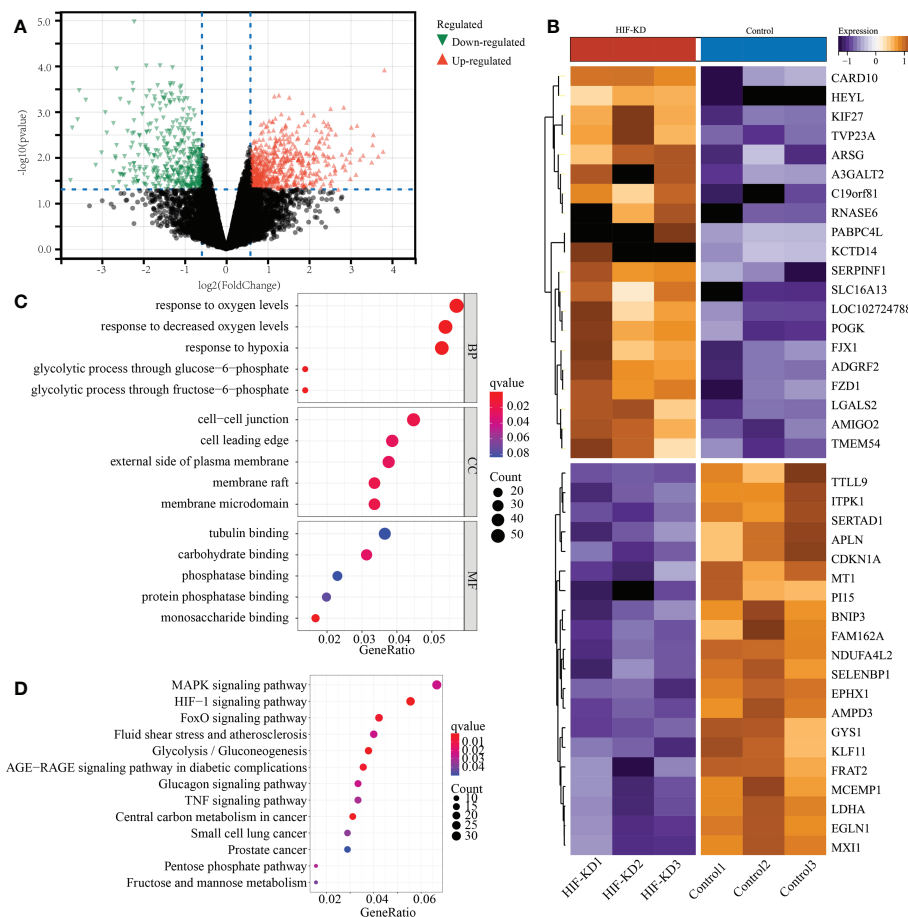 A
5.0
4.0
3.0
2.0
1.0
0.0
-log10(pvalue)
-3
-2
-1
0
1
2
3
4
log2(FoldChange)
Regulated
Down-regulated
Up-regulated
B
HIF-KD
Control
Expression
−1
0
1
CARD10
HEYL
KIF27
TVP23A
ARSG
A3GALT2
C19orf81
RNASE6
PABPC4L
KCTD14
SERPINF1
SLC16A13
LOC102724788
POGK
FJX1
ADGRF2
FZD1
LGALS2
AMIGO2
TMEM54
TTLL9
ITPK1
SERTAD1
APLN
CDKN1A
MT1
PI15
BNIP3
FAM162A
NDUFA4L2
SELENBP1
EPHX1
AMPD3
GYS1
KLF11
FRAT2
MCEMP1
LDHA
EGLN1
MXI1
HIF-KD1
HIF-KD2
HIF-KD3
Control1
Control2
Control3
C
response to oxygen levels
response to decreased oxygen levels
response to hypoxia
glycolytic process through glucose−6−phosphate
glycolytic process through fructose−6−phosphate
BP
cell−cell junction
cell leading edge
external side of plasma membrane
membrane raft
membrane microdomain
CC
tubulin binding
carbohydrate binding
phosphatase binding
protein phosphatase binding
monosaccharide binding
MF
0.02
0.03
0.04
0.05
GeneRatio
qvalue
0.02
0.04
0.06
0.08
Count
20
30
40
50
D
MAPK signaling pathway
HIF−1 signaling pathway
FoxO signaling pathway
Fluid shear stress and atherosclerosis
Glycolysis / Gluconeogenesis
AGE−RAGE signaling pathway in diabetic complications
Glucagon signaling pathway
TNF signaling pathway
Central carbon metabolism in cancer
Small cell lung cancer
Prostate cancer
Pentose phosphate pathway
Fructose and mannose metabolism
0.02
0.04
0.06
GeneRatio
qvalue
0.01
0.02
0.03
0.04
Count
10
15
20
25
30